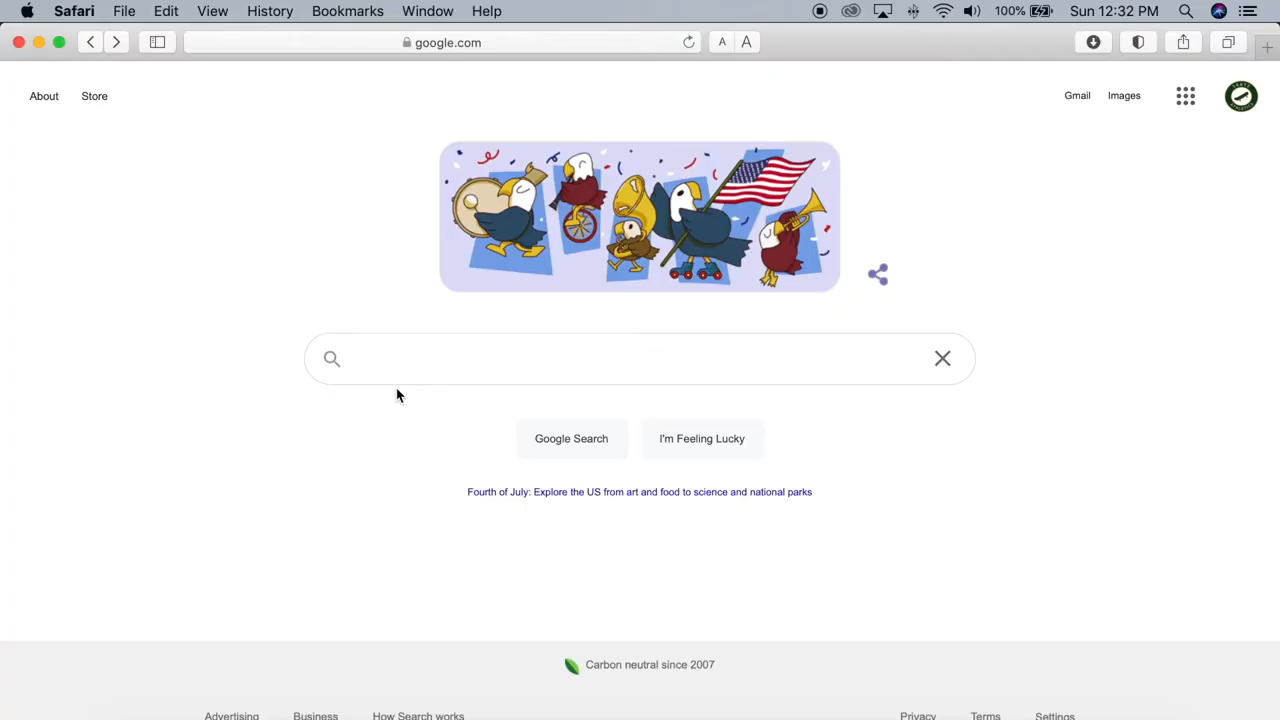 Safari File Edit View History Bookmarks Window Help 100% Sun 12:32 PM
google.com A A
About Store Gmail Images
Google Search I'm Feeling Lucky
Fourth of July: Explore the US from art and food to science and national parks
Carbon neutral since 2007
Advertising Business How Search works Privacy Terms Settings